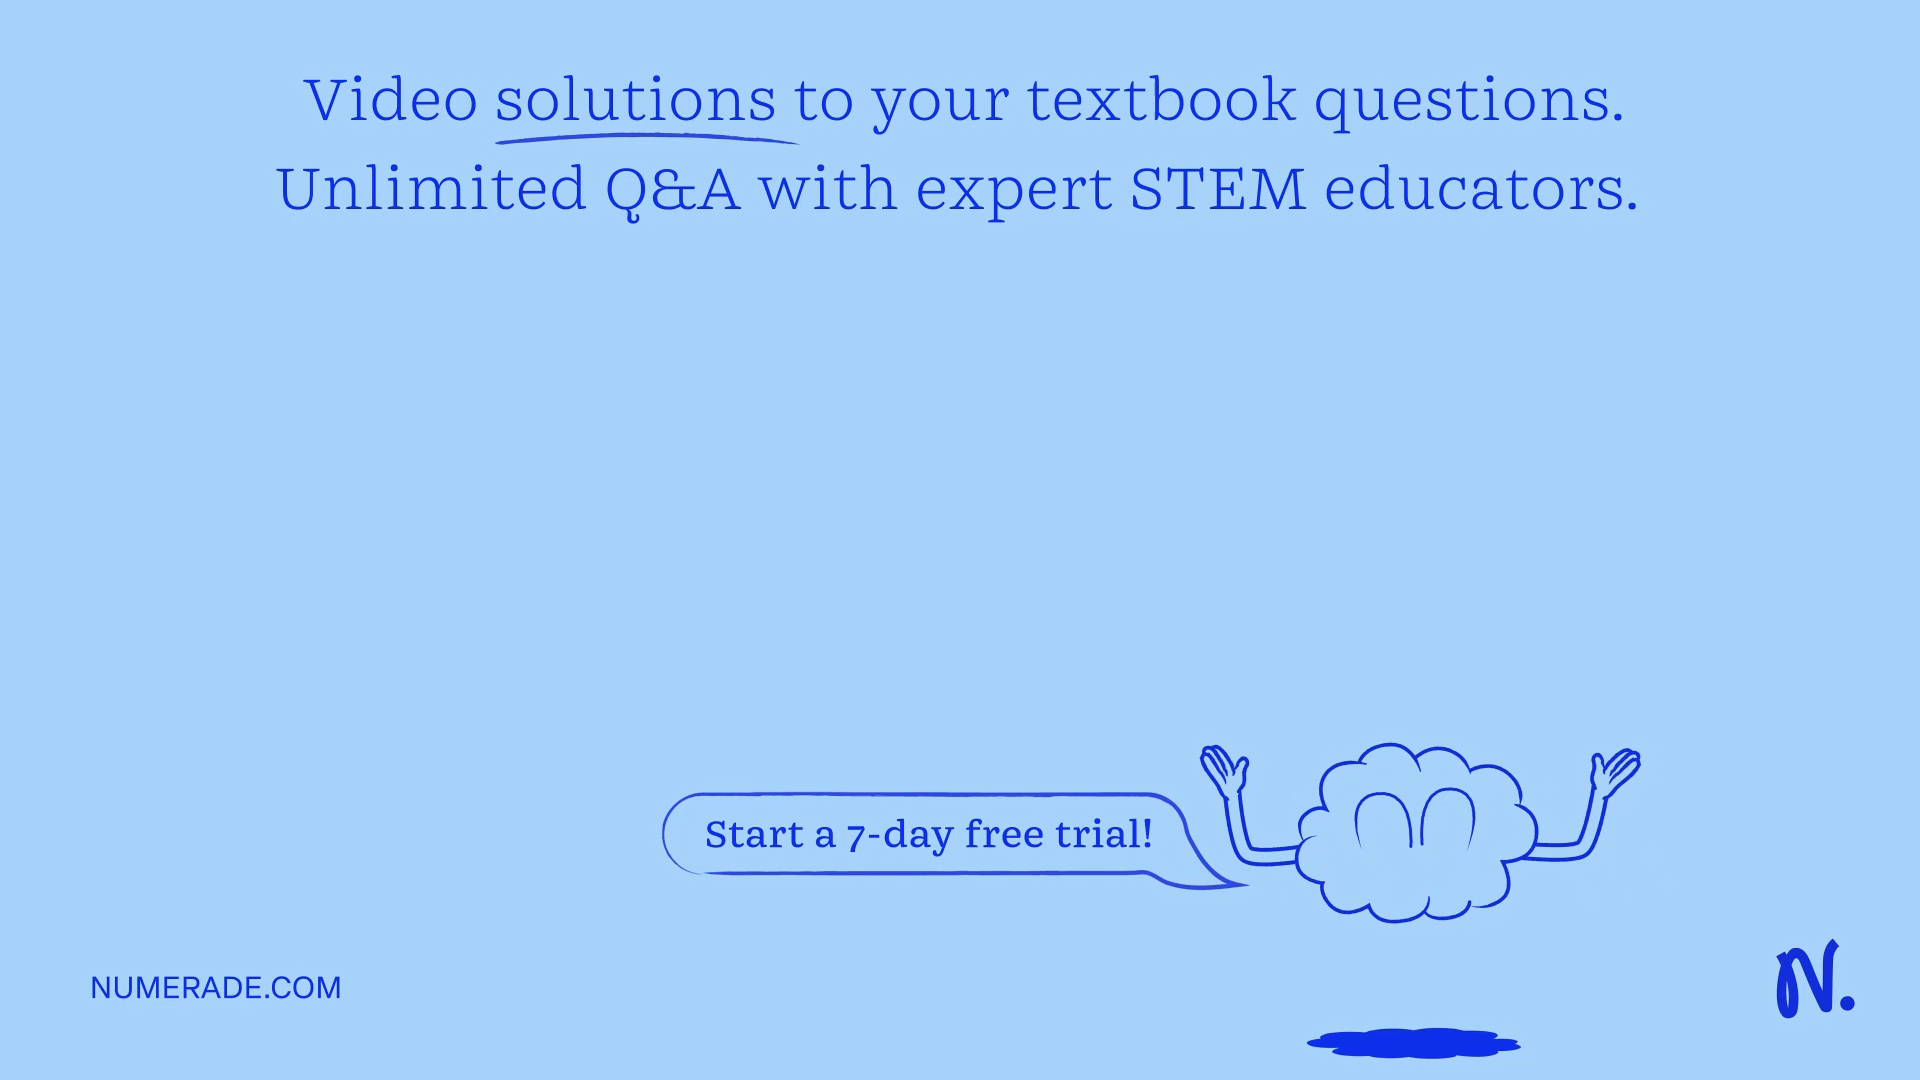 Video solutions to your textbook questions.
Unlimited Q&A with expert STEM educators.
Start a 7-day free trial!
NUMERADE.COM
N.